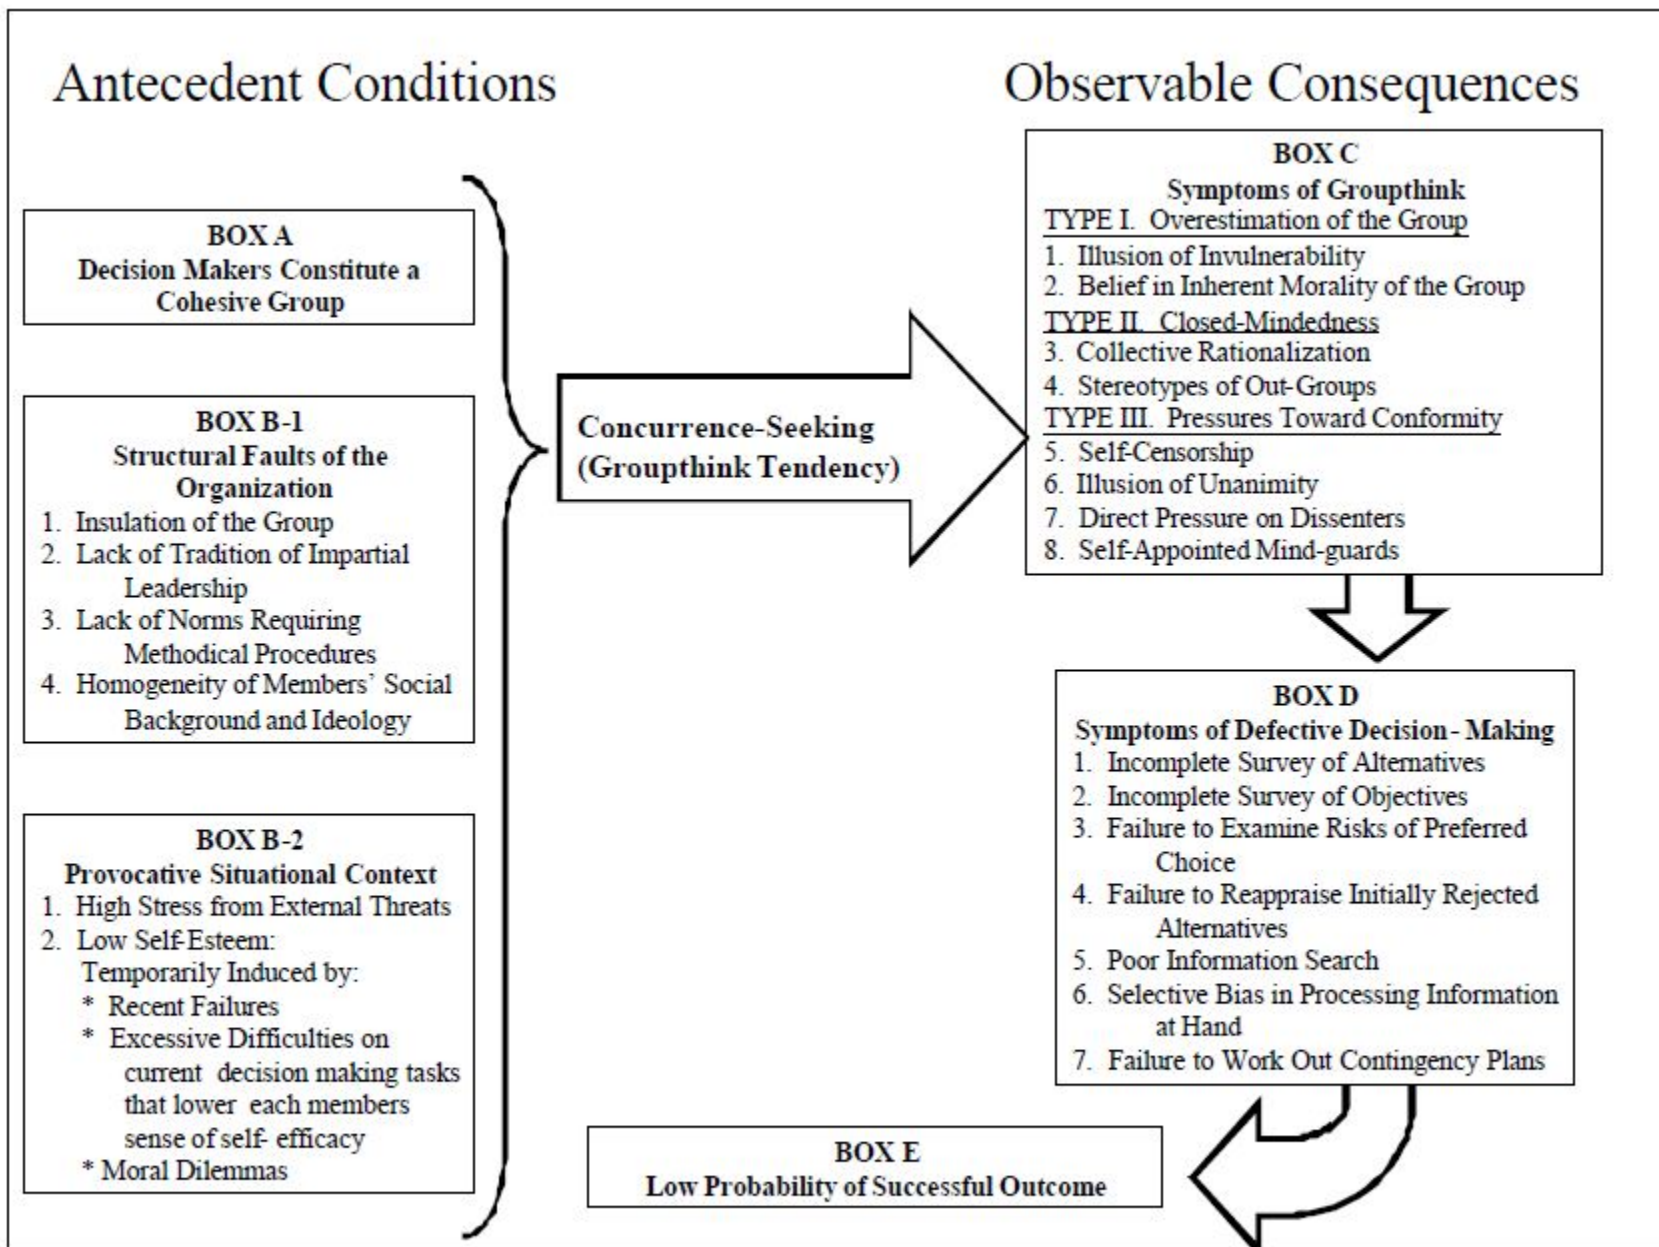 Antecedent Conditions
Observable Consequences
BOX A
Decision Makers Constitute a
Cohesive Group
BOX B-1
Structural Faults of the
Organization
1. Insulation of the Group
2. Lack of Tradition of Impartial
Leadership
3. Lack of Norms Requiring
Methodical Procedures
4. Homogeneity of Members' Social
Background and Ideology
BOX B-2
Provocative Situational Context
1. High Stress from External Threats
2. Low Self-Esteem:
Temporarily Induced by:
* Recent Failures
* Excessive Difficulties on
current decision making tasks
that lower each members
sense of self- efficacy
* Moral Dilemmas
Concurrence-Seeking
(Groupthink Tendency)
BOX C
Symptoms of Groupthink
TYPE I. Overestimation of the Group
1. Illusion of Invulnerability
2. Belief in Inherent Morality of the Group
TYPE II. Closed-Mindedness
3. Collective Rationalization
4. Stereotypes of Out-Groups
TYPE III. Pressures Toward Conformity
5. Self-Censorship
6. Illusion of Unanimity
7. Direct Pressure on Dissenters
8. Self-Appointed Mind-guards
BOX D
Symptoms of Defective Decision- Making
1. Incomplete Survey of Alternatives
2. Incomplete Survey of Objectives
3. Failure to Examine Risks of Preferred
Choice
4. Failure to Reappraise Initially Rejected
Alternatives
5. Poor Information Search
6. Selective Bias in Processing Information
at Hand
7. Failure to Work Out Contingency Plans
BOX E
Low Probability of Successful Outcome